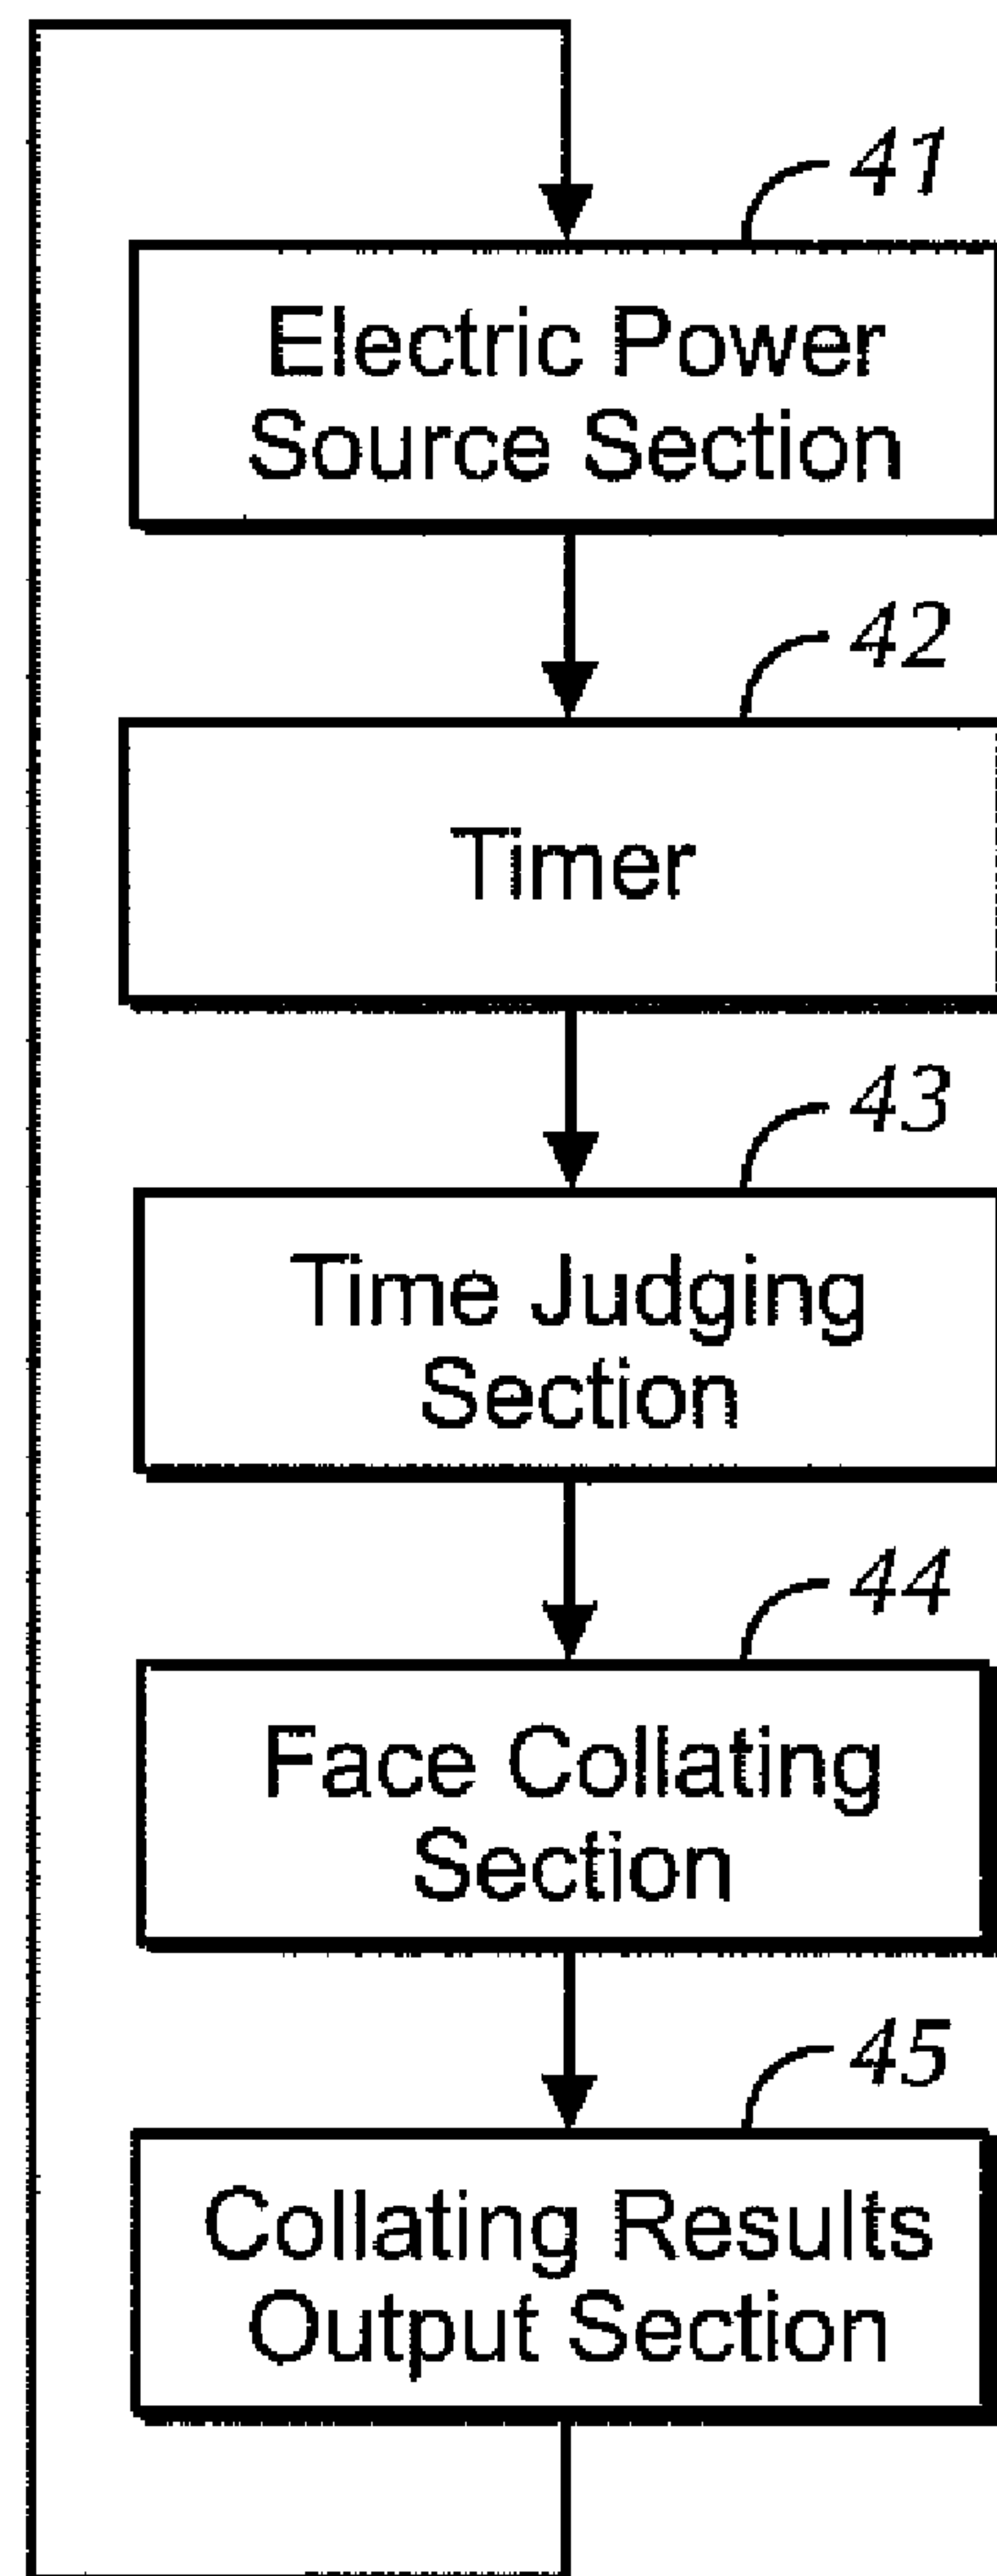 41
Electric Power
Source Section
42
Timer
43
Time Judging
Section
44
Face Collating
Section
45
Collating Results
Output Section